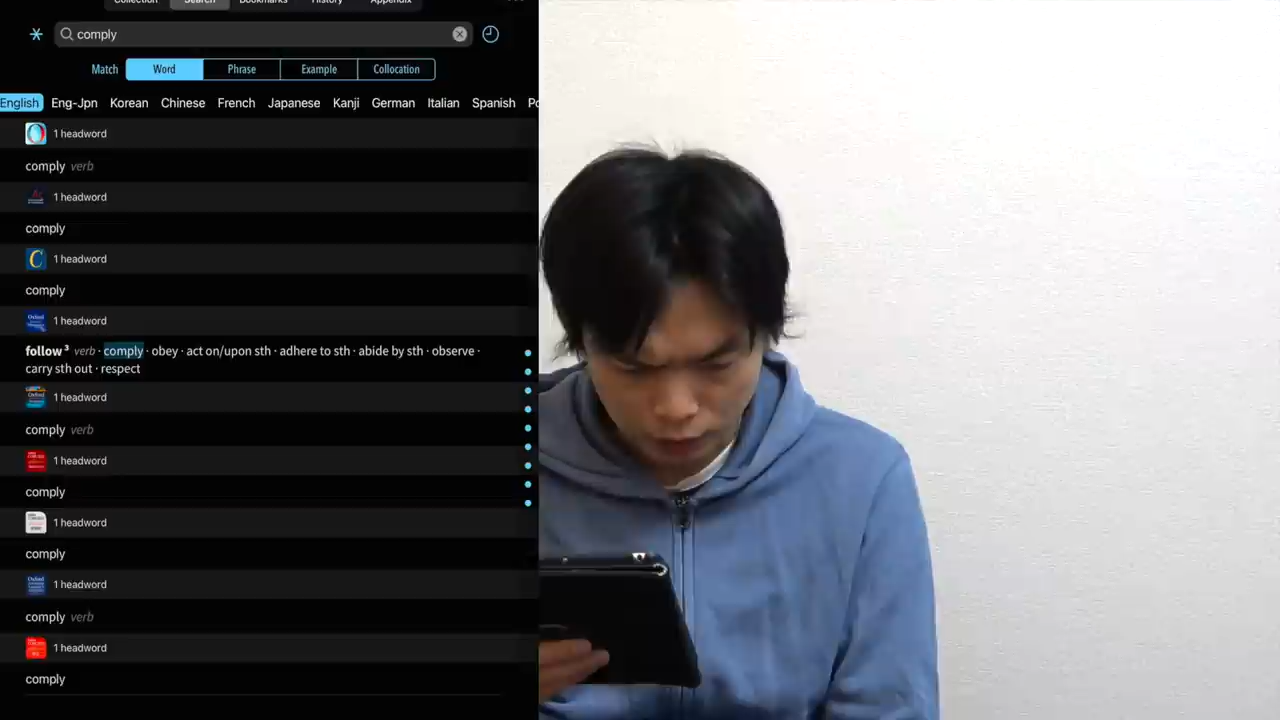 Collection Search Bookmarks History Appendix
comply
Match Word Phrase Example Collocation
English Eng-Jpn Korean Chinese French Japanese Kanji German Italian Spanish
1 headword
comply verb
1 headword
comply
1 headword
comply
1 headword
follow³ verb · comply · obey · act on/upon sth · adhere to sth · abide by sth · observe ·
carry sth out · respect
1 headword
comply verb
1 headword
comply
1 headword
comply
1 headword
comply verb
1 headword
comply